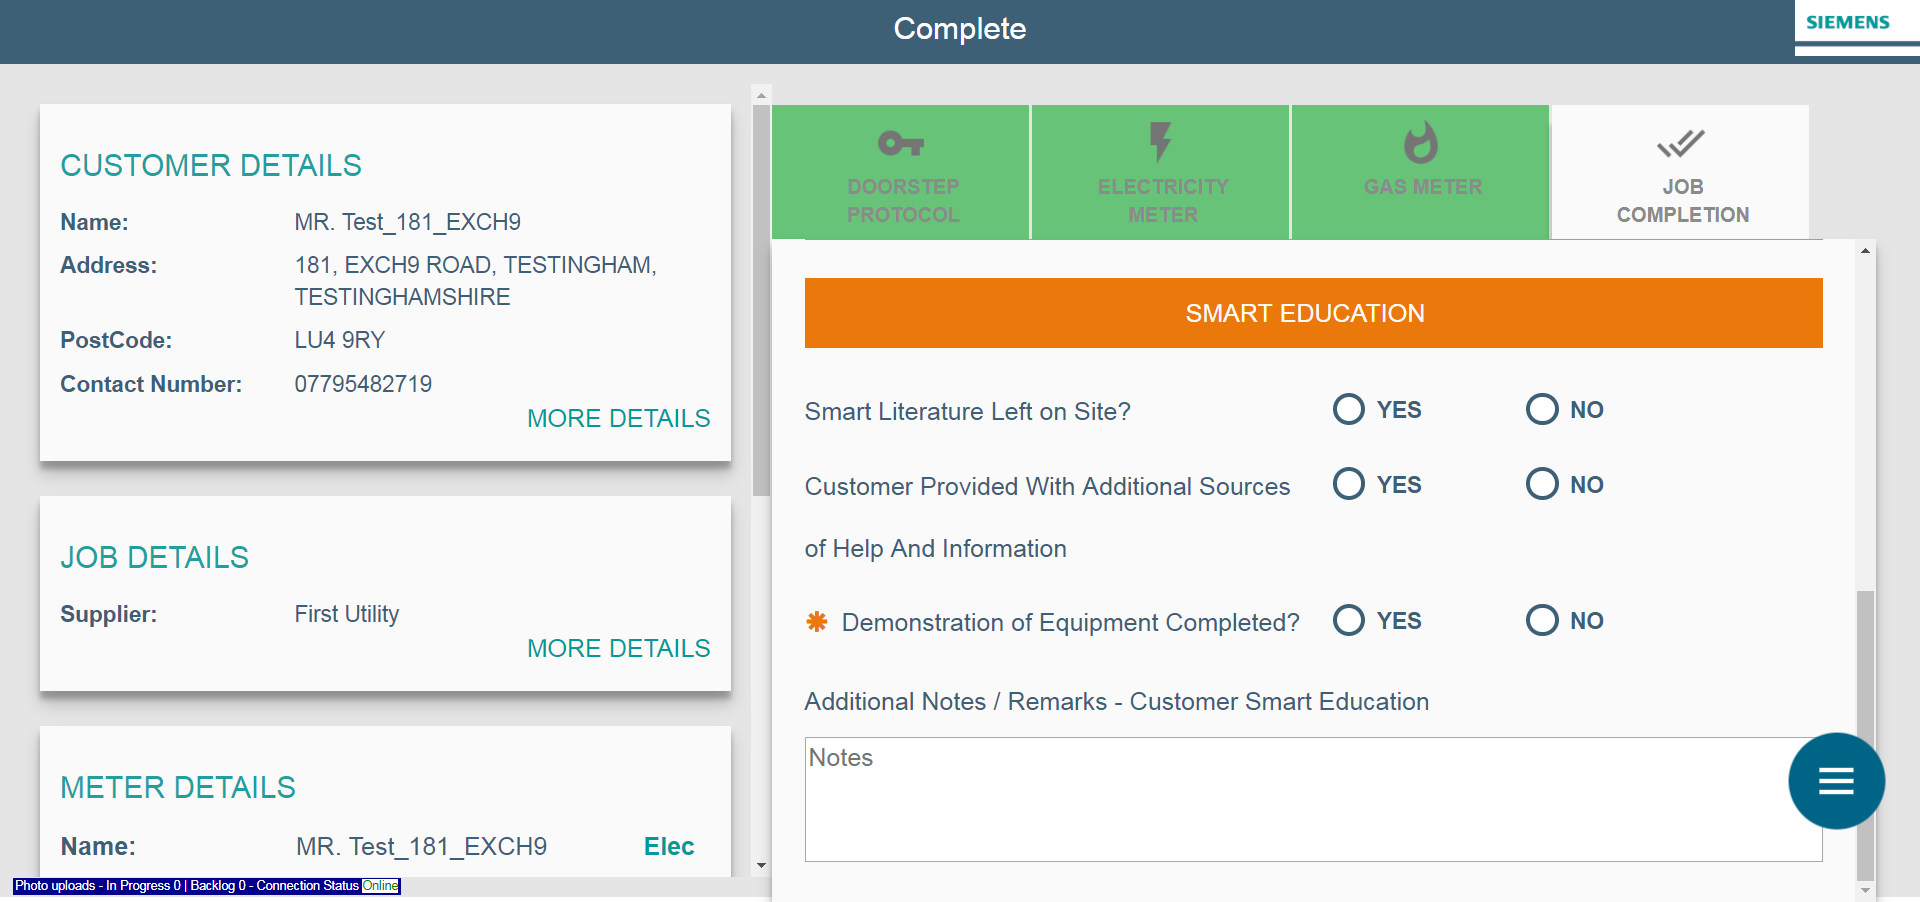 Complete
SIEMENS
CUSTOMER DETAILS
Name: MR. Test_181_EXCH9
Address: 181, EXCH9 ROAD, TESTINGHAM,
TESTINGHAMSHIRE
PostCode: LU4 9RY
Contact Number: 07795482719
MORE DETAILS
JOB DETAILS
Supplier: First Utility
MORE DETAILS
METER DETAILS
Name: MR. Test_181_EXCH9 Elec
Photo uploads - In Progress 0 | Backlog 0 - Connection Status Online
DOORSTEP
PROTOCOL
ELECTRICITY
METER
GAS METER
JOB
COMPLETION
SMART EDUCATION
Smart Literature Left on Site? YES NO
Customer Provided With Additional Sources YES NO
of Help And Information
✱ Demonstration of Equipment Completed? YES NO
Additional Notes / Remarks - Customer Smart Education
Notes